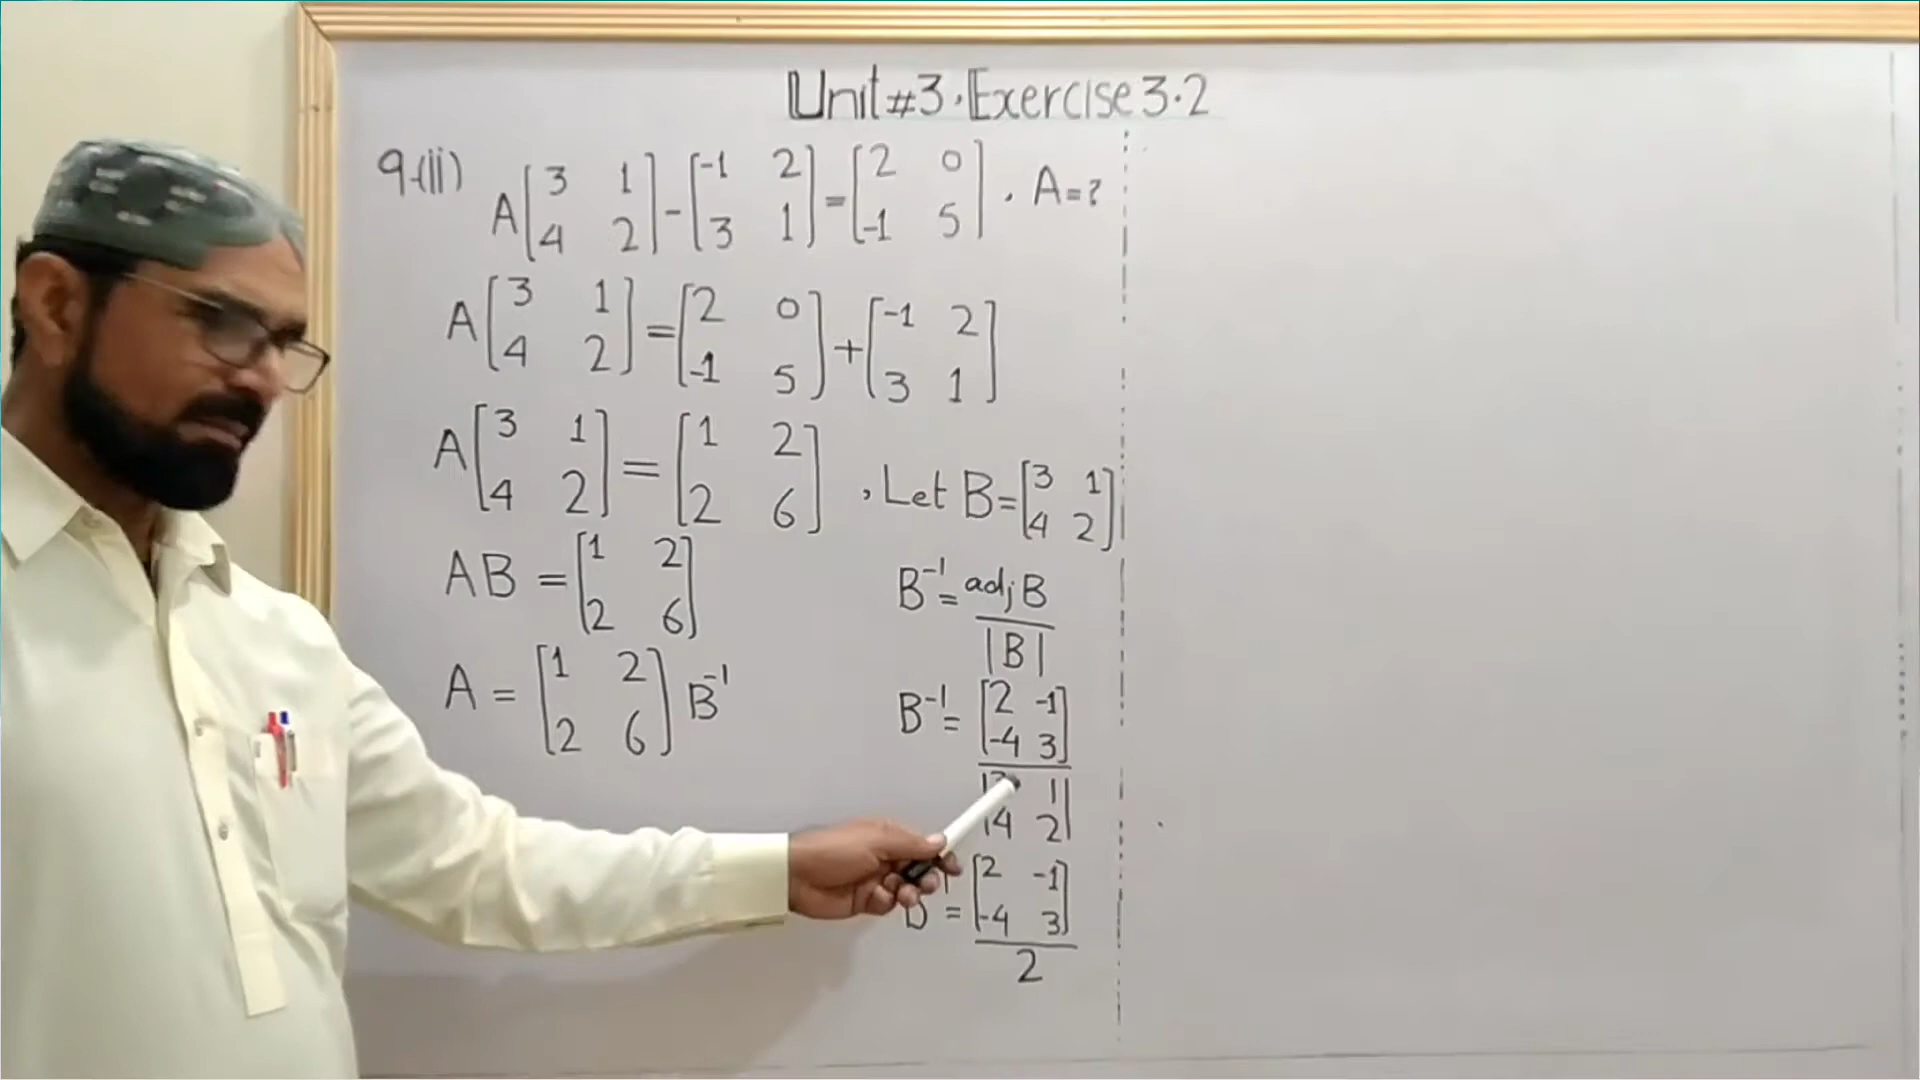 Unit #3, Exercise 3.2
9.(ii) A[3 1 4 2] - [-1 2 3 1] = [2 0 -1 5] , A=?
A[3 1 4 2] = [2 0 -1 5] + [-1 2 3 1]
A[3 1 4 2] = [1 2 2 6] , Let B=[3 1 4 2]
AB = [1 2 2 6]
A = [1 2 2 6] B⁻¹
B⁻¹ = adj B
|B|
B⁻¹ = [2 -1 -4 3]
1
4 2
= [2 -1 -4 3]
2